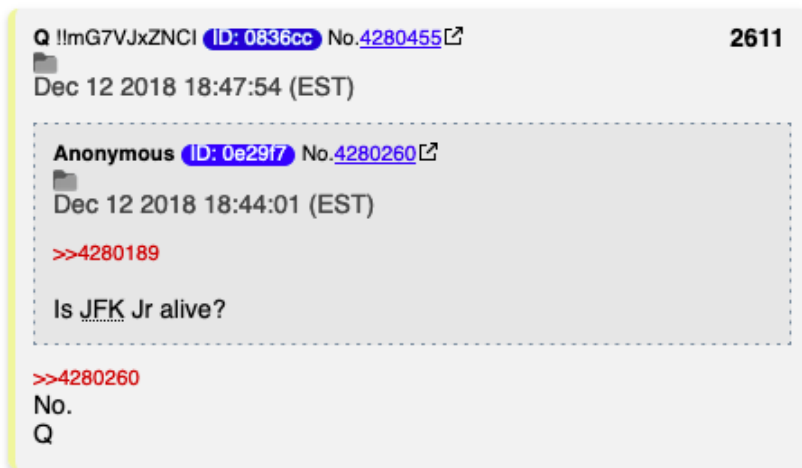 Q !!mG7VJxZNCI ID: 0836cc No.4280455 2611
Dec 12 2018 18:47:54 (EST)
Anonymous ID: 0e29f7 No.4280260
Dec 12 2018 18:44:01 (EST)
>>4280189
Is JFK Jr alive?
>>4280260
No.
Q